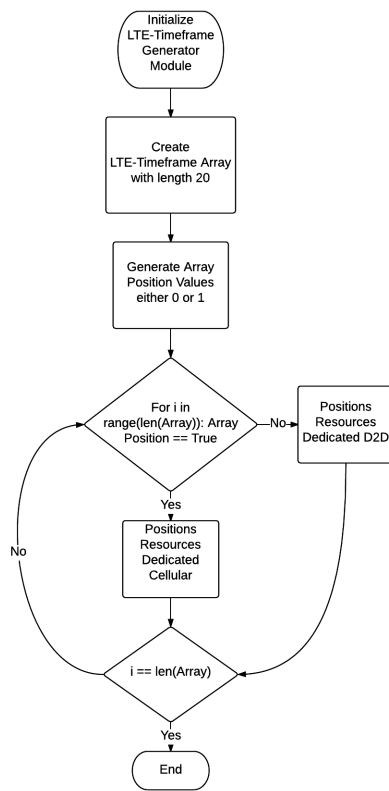 Initialize
LTE-Timeframe
Generator
Module
Create
LTE-Timeframe Array
with length 20
Generate Array
Position Values
either 0 or 1
For i in
range(len(Array)): Array
Position == True
No
Positions
Resources
Dedicated D2D
Yes
Positions
Resources
Dedicated
Cellular
No
i == len(Array)
Yes
End